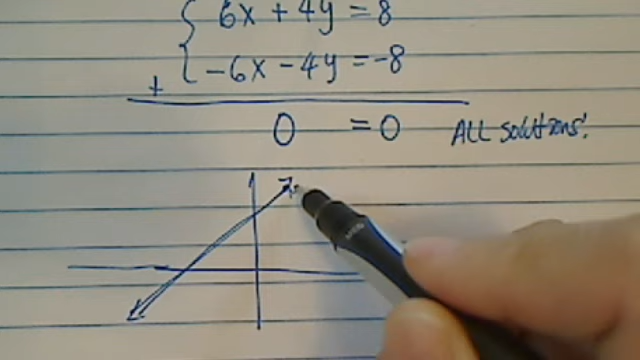 6x + 4y = 8
-6x - 4y = -8
+
0 = 0 ALL solutions!